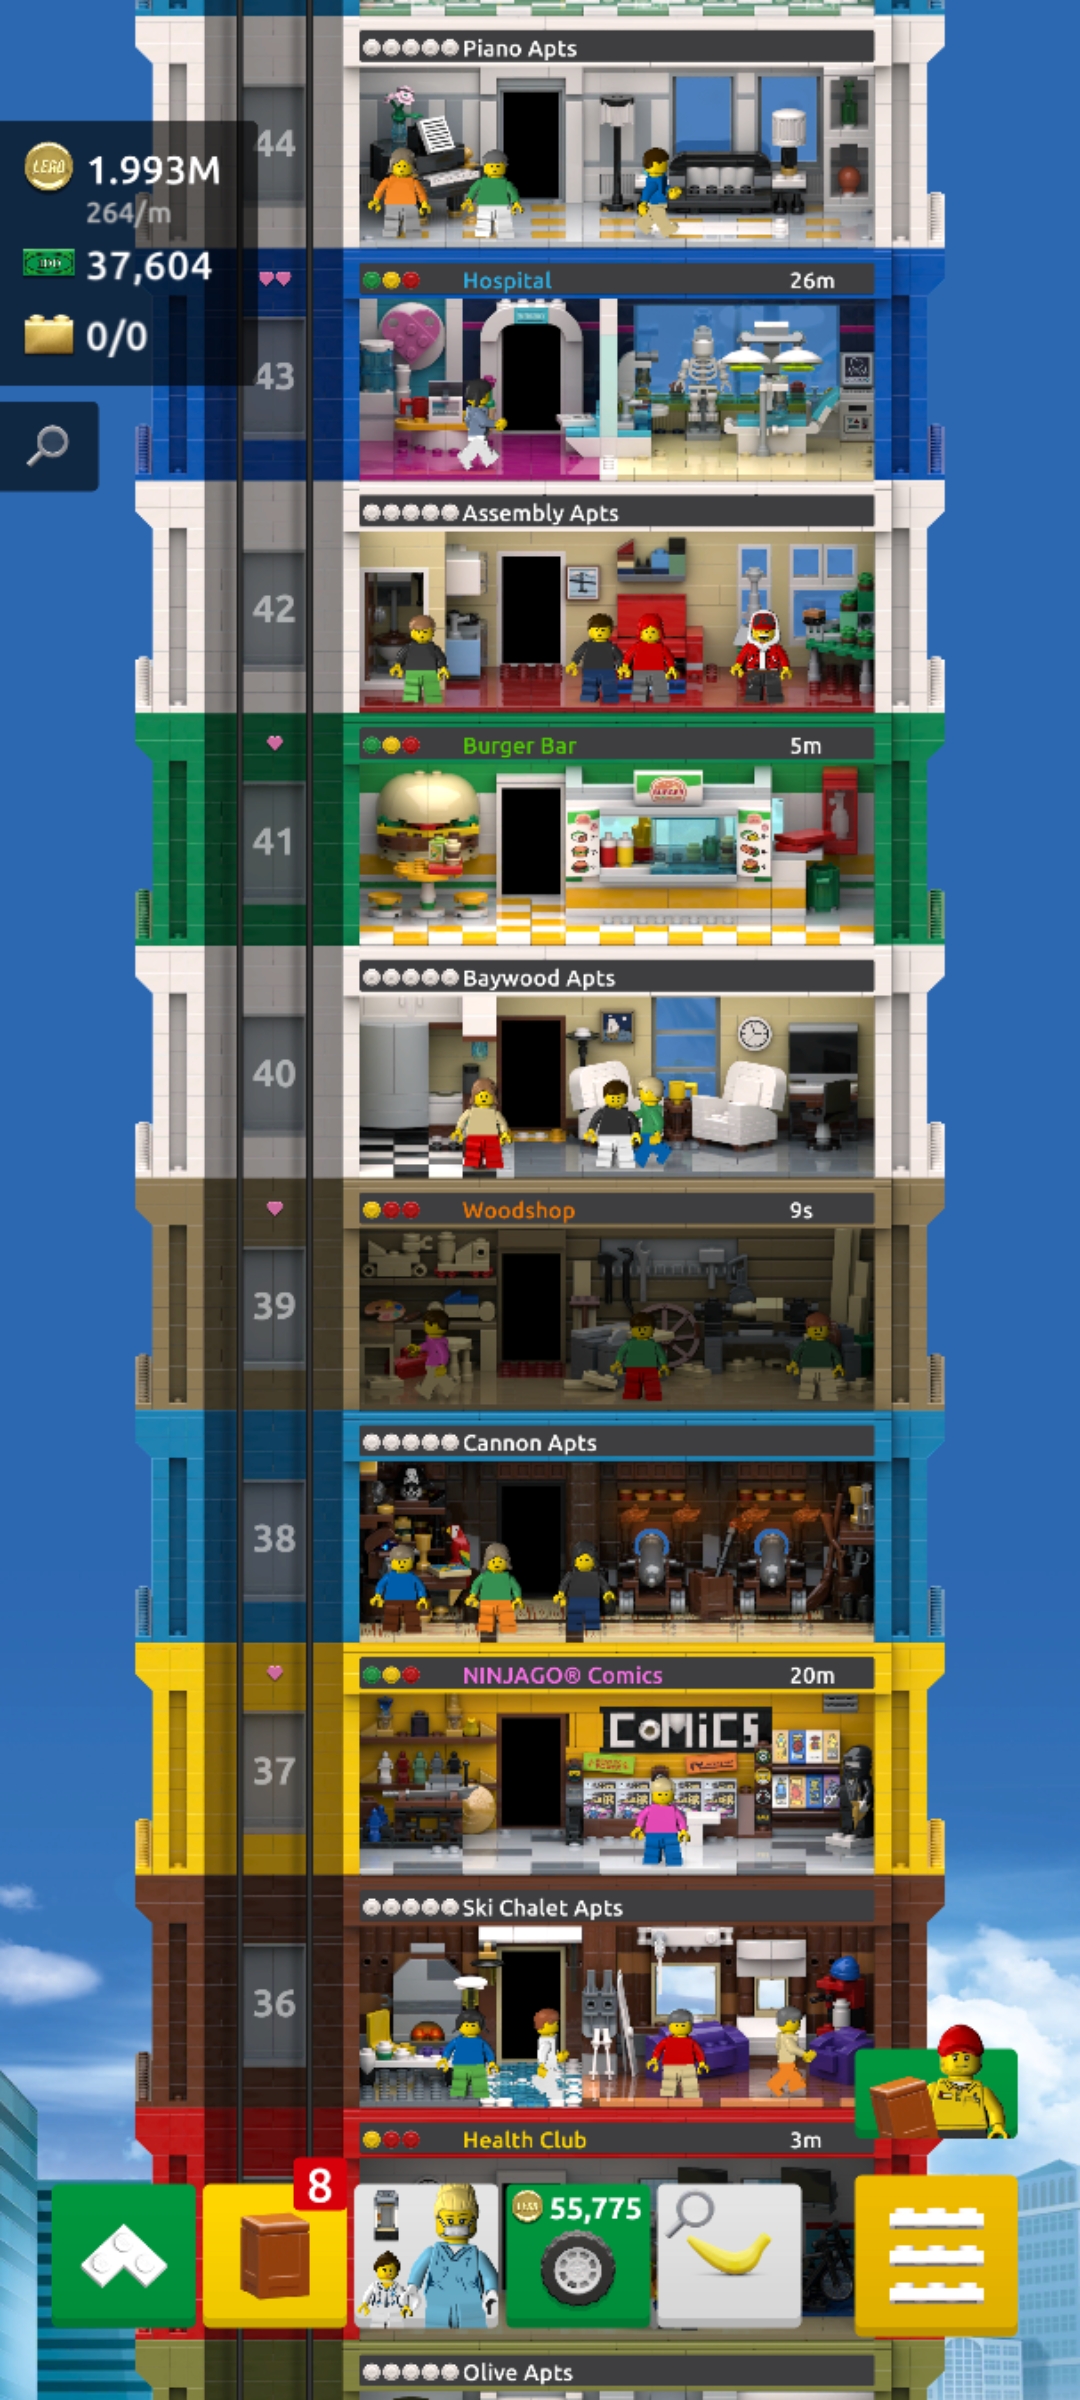 Piano Apts
44
1.993M
264/m
37,604
0/0
Hospital 26m
43
Assembly Apts
42
Burger Bar 5m
41
Baywood Apts
40
Woodshop 9s
39
Cannon Apts
38
NINJAGO® Comics 20m
COMiCS
37
Ski Chalet Apts
36
Health Club 3m
8
LEGO 55,775
Olive Apts